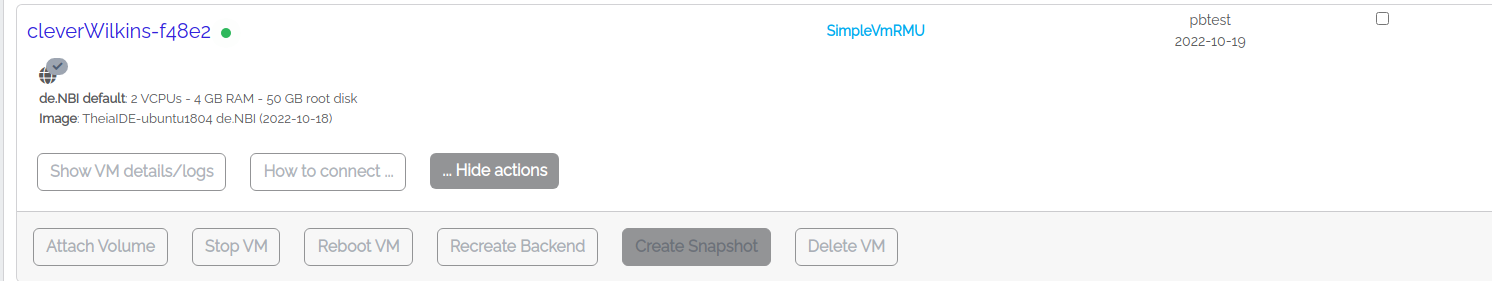 cleverWilkins-f48e2
SimpleVmRMU
pbtest
2022-10-19
de.NBI default: 2 VCPUs - 4 GB RAM - 50 GB root disk
Image: TheiaIDE-ubuntu1804 de.NBI (2022-10-18)
Show VM details/logs
How to connect ...
... Hide actions
Attach Volume
Stop VM
Reboot VM
Recreate Backend
Create Snapshot
Delete VM